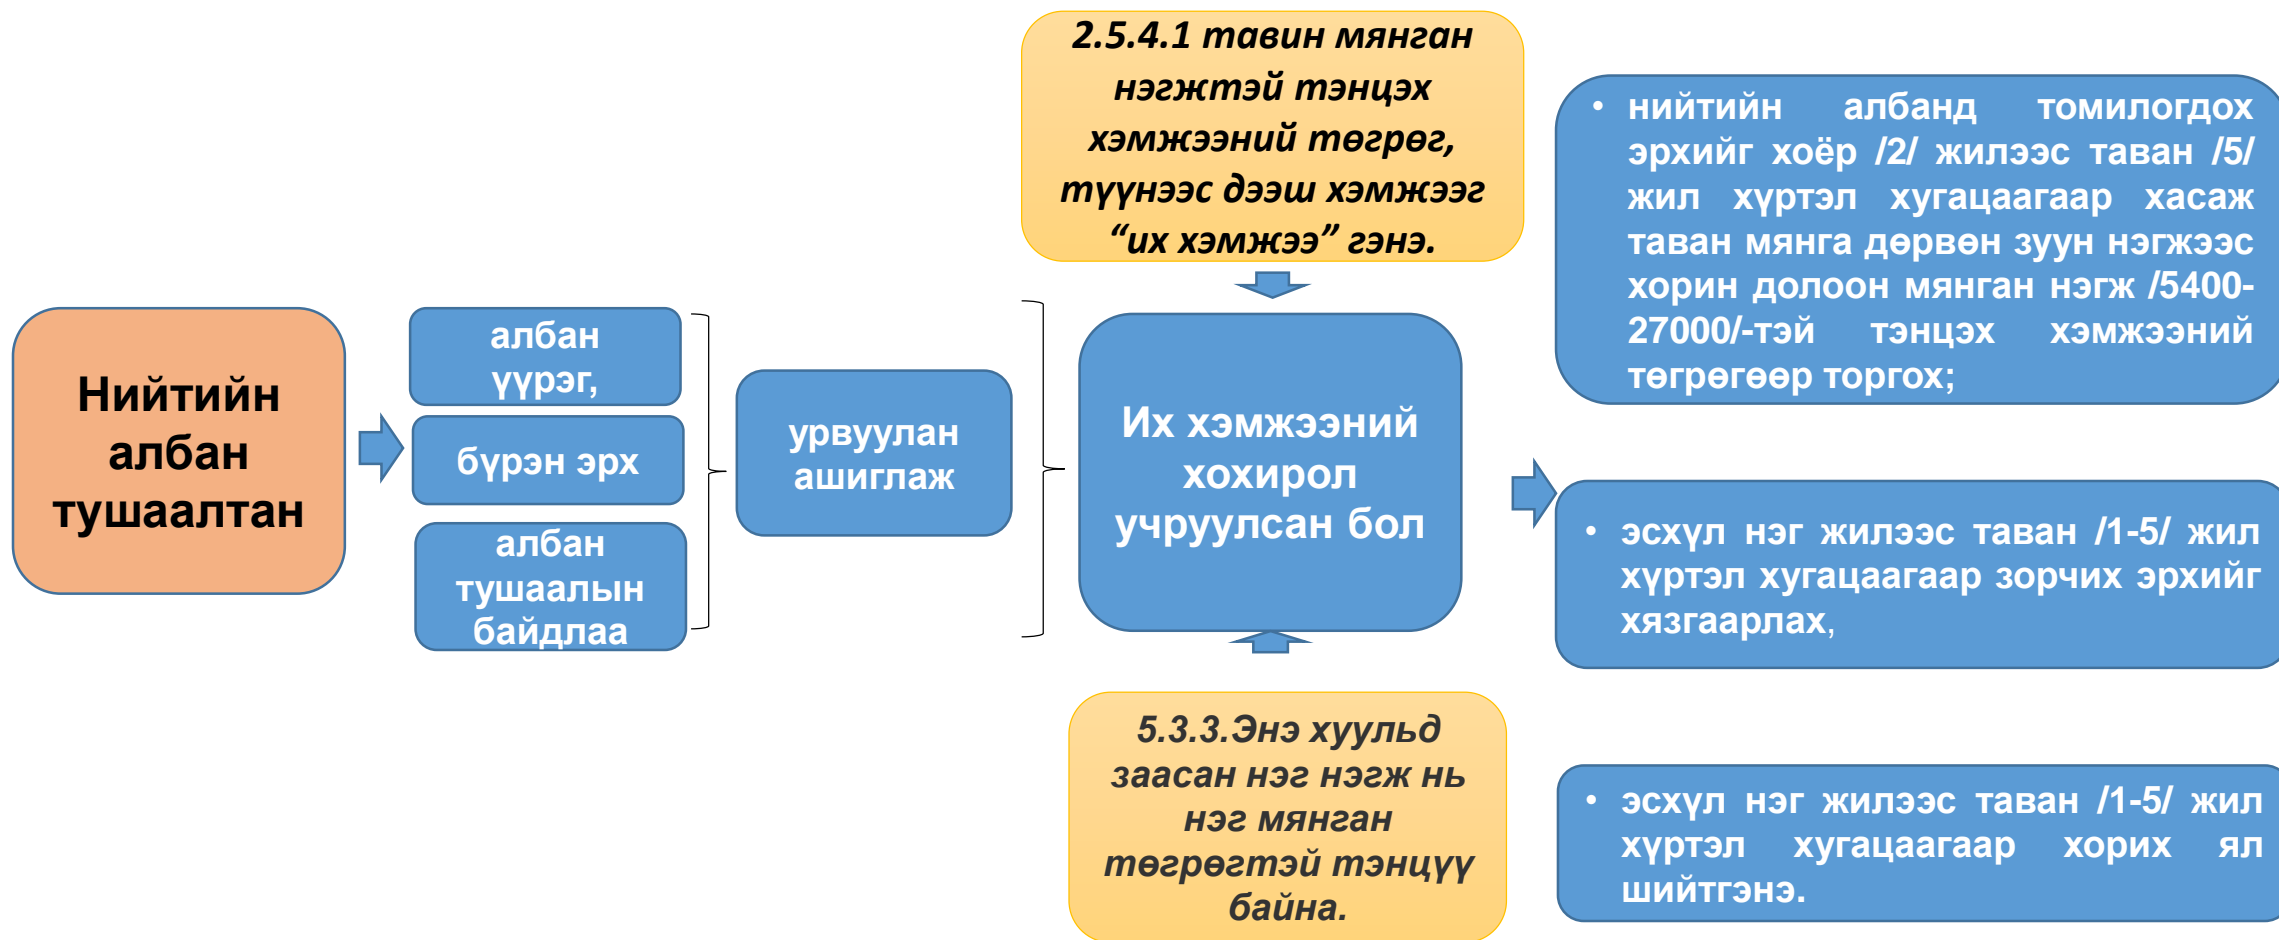 Нийтийн
албан
тушаалтан
албан
үүрэг,
бүрэн эрх
албан
тушаалын
байдлаа
урвуулан
ашиглаж
2.5.4.1 тавин мянган
нэгжтэй тэнцэх
хэмжээний төгрөг,
түүнээс дээш хэмжээг
“их хэмжээ” гэнэ.
Их хэмжээний
хохирол
учруулсан бол
5.3.3.Энэ хуульд
заасан нэг нэгж нь
нэг мянган
төгрөгтэй тэнцүү
байна.
• нийтийн албанд томилогдох
эрхийг хоёр /2/ жилээс таван /5/
жил хүртэл хугацаагаар хасаж
таван мянга дөрвөн зуун нэгжээс
хорин долоон мянган нэгж /5400-
27000/-тэй тэнцэх хэмжээний
төгрөгөөр торгох;
• эсхүл нэг жилээс таван /1-5/ жил
хүртэл хугацаагаар зорчих эрхийг
хязгаарлах,
• эсхүл нэг жилээс таван /1-5/ жил
хүртэл хугацаагаар хорих ял
шийтгэнэ.